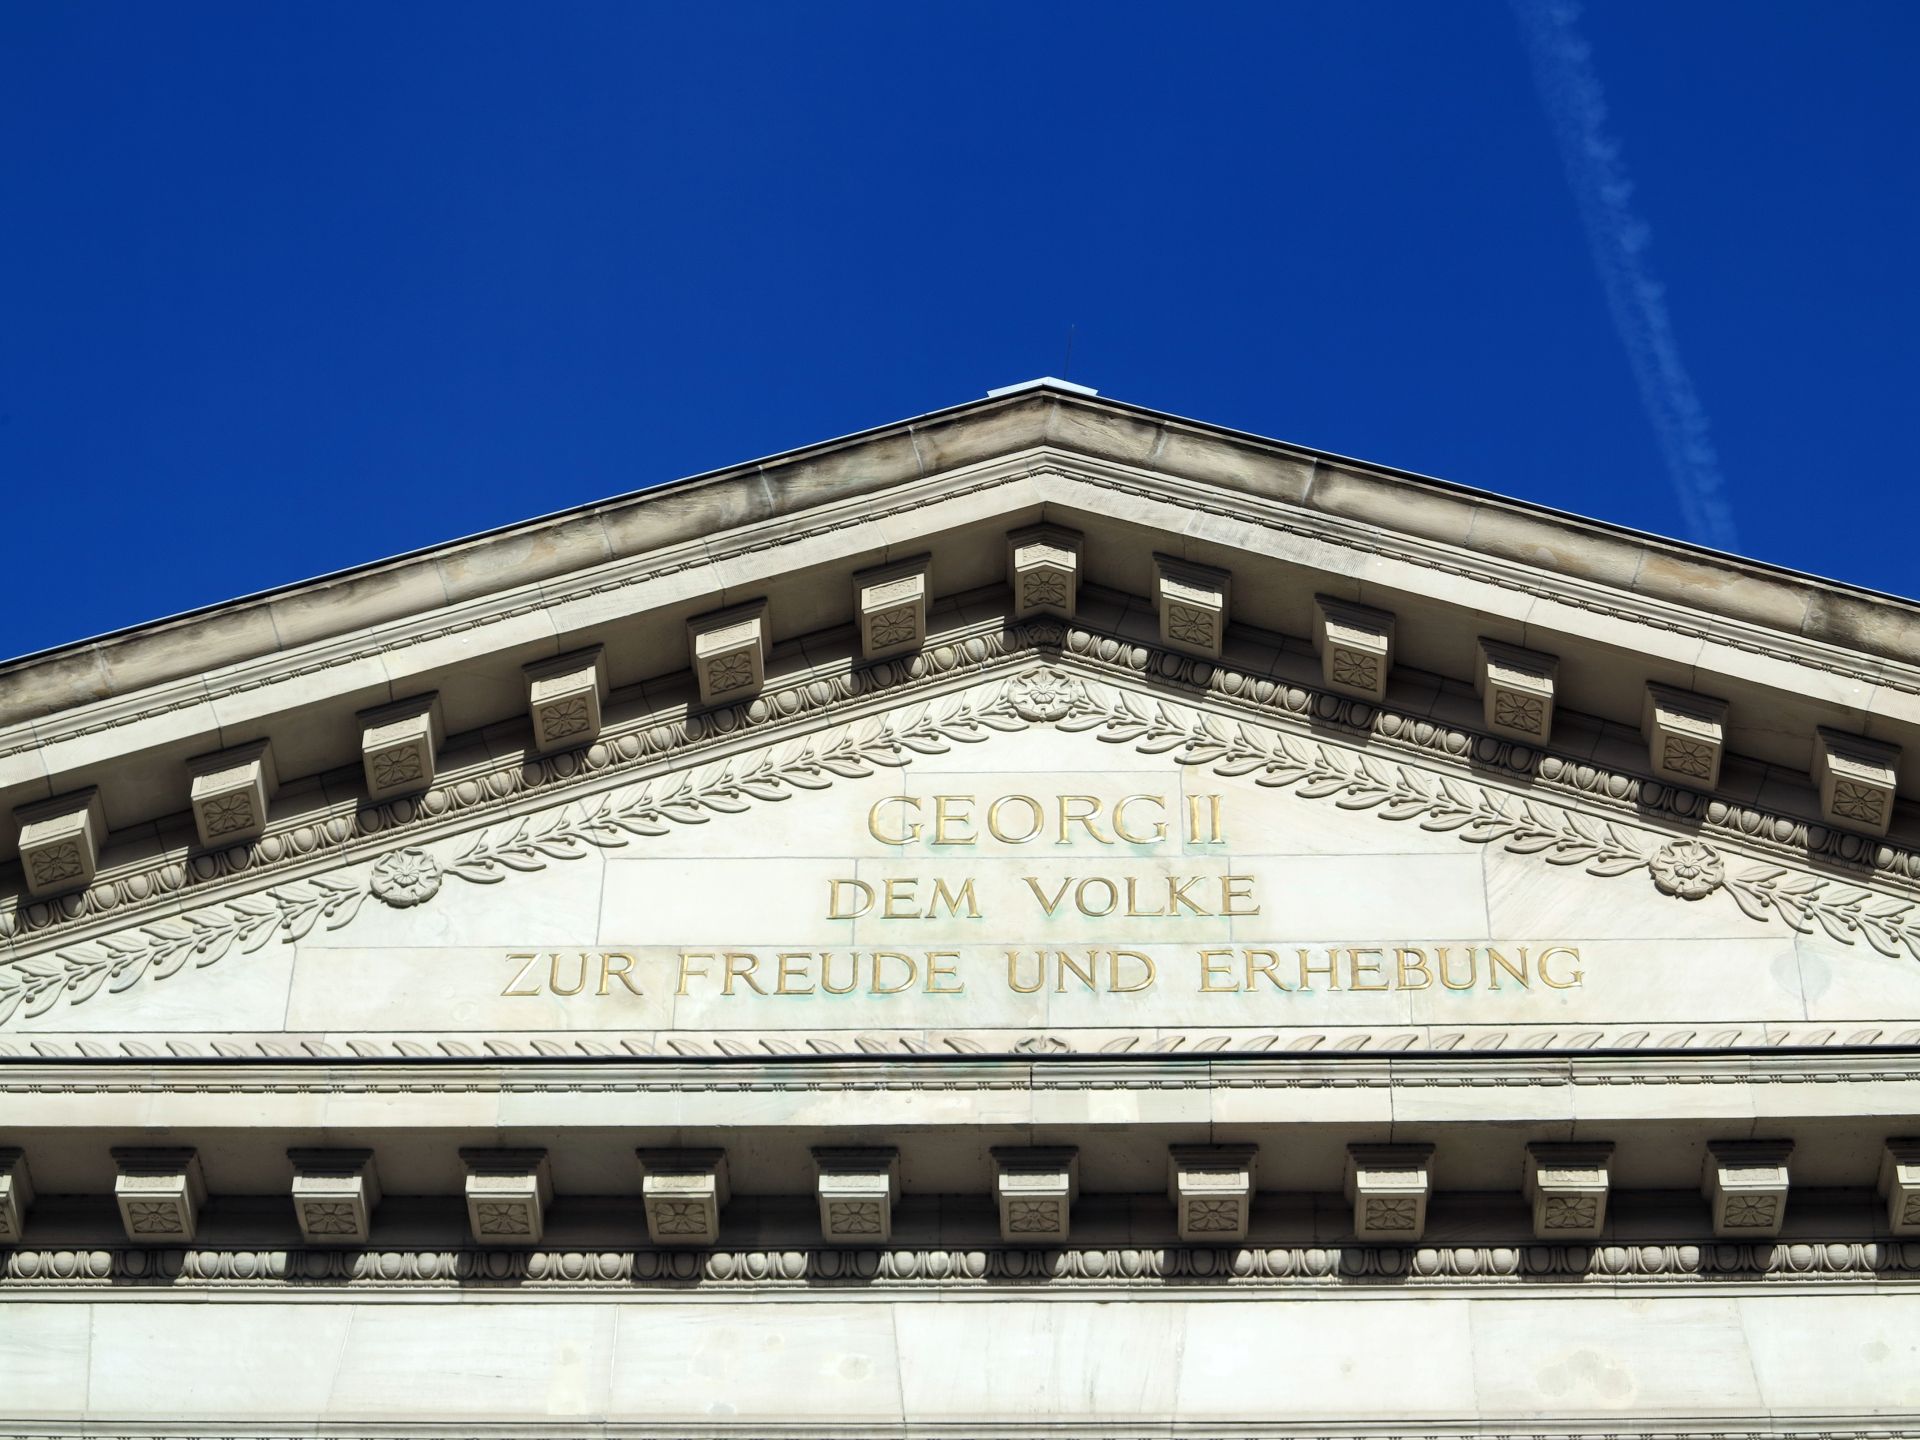 GEORG II
DEM VOLKE
ZUR FREUDE UND ERHEBUNG